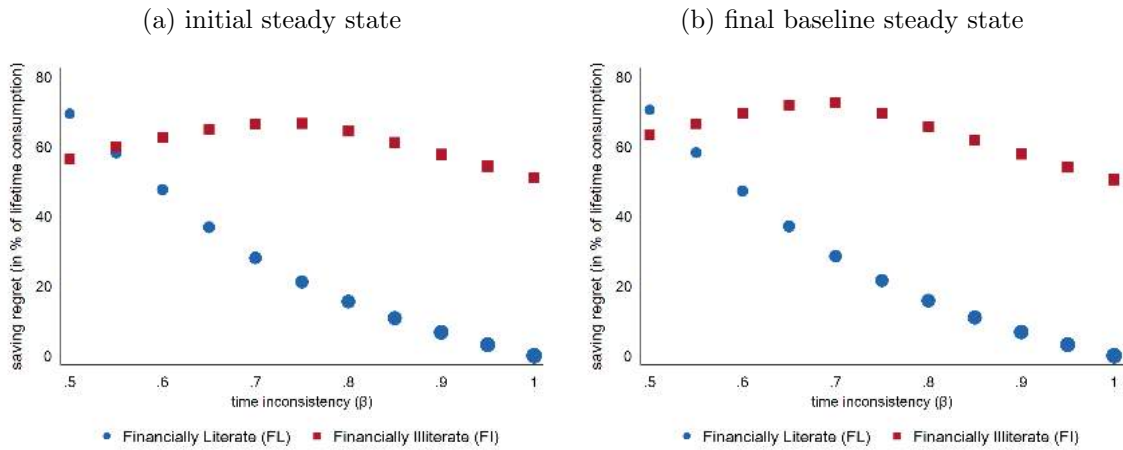 (a) initial steady state
saving regret (in % of lifetime consumption)
80
60
40
20
0
.5 .6 .7 .8 .9 1
time inconsistency (β)
Financially Literate (FL) Financially Illiterate (FI)
(b) final baseline steady state
saving regret (in % of lifetime consumption)
80
60
40
20
0
.5 .6 .7 .8 .9 1
time inconsistency (β)
Financially Literate (FL) Financially Illiterate (FI)